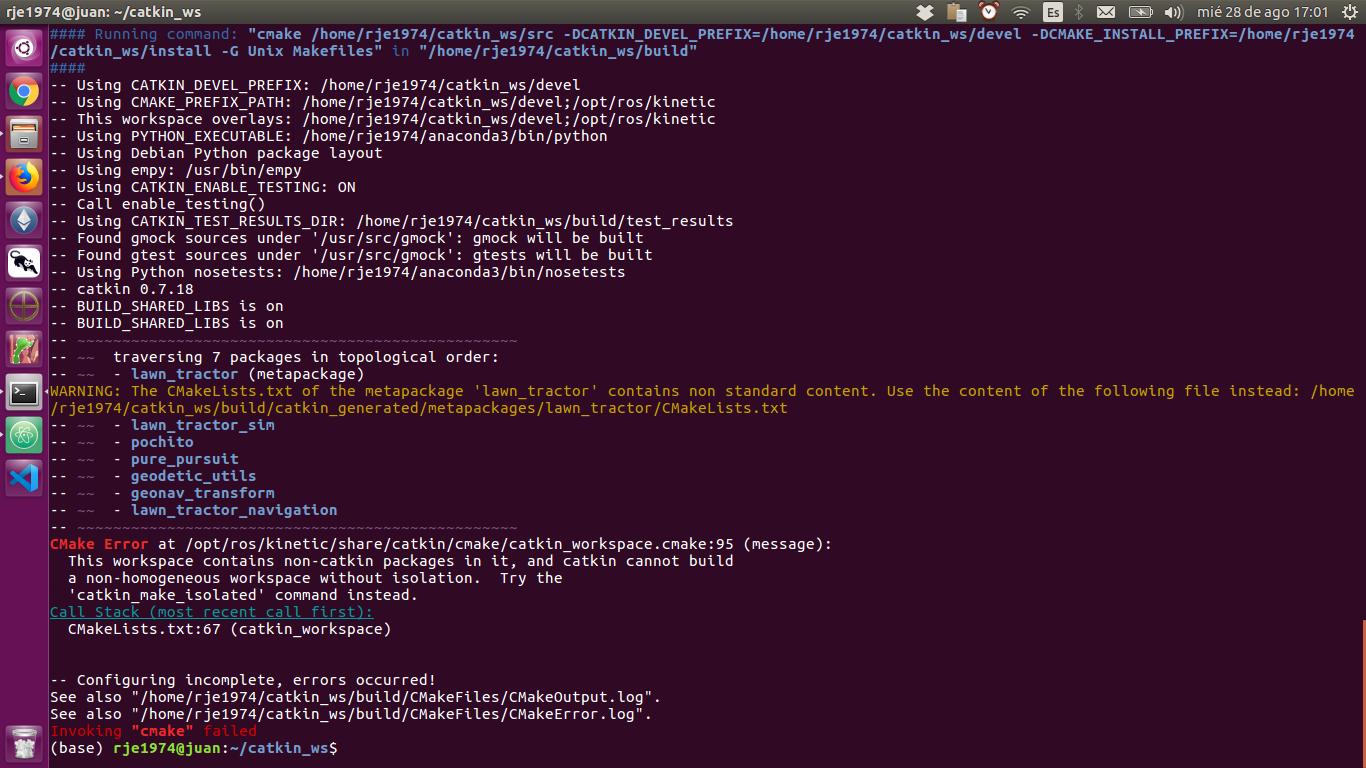 rje1974@juan: ~/catkin_ws
Es
mié 28 de ago 17:01
#### Running command: "cmake /home/rje1974/catkin_ws/src -DCATKIN_DEVEL_PREFIX=/home/rje1974/catkin_ws/devel -DCMAKE_INSTALL_PREFIX=/home/rje1974
/catkin_ws/install -G Unix Makefiles" in "/home/rje1974/catkin_ws/build"
####
-- Using CATKIN_DEVEL_PREFIX: /home/rje1974/catkin_ws/devel
-- Using CMAKE_PREFIX_PATH: /home/rje1974/catkin_ws/devel;/opt/ros/kinetic
-- This workspace overlays: /home/rje1974/catkin_ws/devel;/opt/ros/kinetic
-- Using PYTHON_EXECUTABLE: /home/rje1974/anaconda3/bin/python
-- Using Debian Python package layout
-- Using empy: /usr/bin/empy
-- Using CATKIN_ENABLE_TESTING: ON
-- Call enable_testing()
-- Using CATKIN_TEST_RESULTS_DIR: /home/rje1974/catkin_ws/build/test_results
-- Found gmock sources under '/usr/src/gmock': gmock will be built
-- Found gtest sources under '/usr/src/gmock': gtests will be built
-- Using Python nosetests: /home/rje1974/anaconda3/bin/nosetests
-- catkin 0.7.18
-- BUILD_SHARED_LIBS is on
-- BUILD_SHARED_LIBS is on
-- ~~~~~~~~~~~~~~~~~~~~~~~~~~~~~~~~~~~~~~~~~~~~~~~~~
-- ~~  traversing 7 packages in topological order:
-- ~~  - lawn_tractor (metapackage)
WARNING: The CMakeLists.txt of the metapackage 'lawn_tractor' contains non standard content. Use the content of the following file instead: /home
/rje1974/catkin_ws/build/catkin_generated/metapackages/lawn_tractor/CMakeLists.txt
-- ~~  - lawn_tractor_sim
-- ~~  - pochito
-- ~~  - pure_pursuit
-- ~~  - geodetic_utils
-- ~~  - geonav_transform
-- ~~  - lawn_tractor_navigation
-- ~~~~~~~~~~~~~~~~~~~~~~~~~~~~~~~~~~~~~~~~~~~~~~~~~
CMake Error at /opt/ros/kinetic/share/catkin/cmake/catkin_workspace.cmake:95 (message):
  This workspace contains non-catkin packages in it, and catkin cannot build
  a non-homogeneous workspace without isolation.  Try the
  'catkin_make_isolated' command instead.
Call Stack (most recent call first):
  CMakeLists.txt:67 (catkin_workspace)
-- Configuring incomplete, errors occurred!
See also "/home/rje1974/catkin_ws/build/CMakeFiles/CMakeOutput.log".
See also "/home/rje1974/catkin_ws/build/CMakeFiles/CMakeError.log".
Invoking "cmake" failed
(base) rje1974@juan:~/catkin_ws$